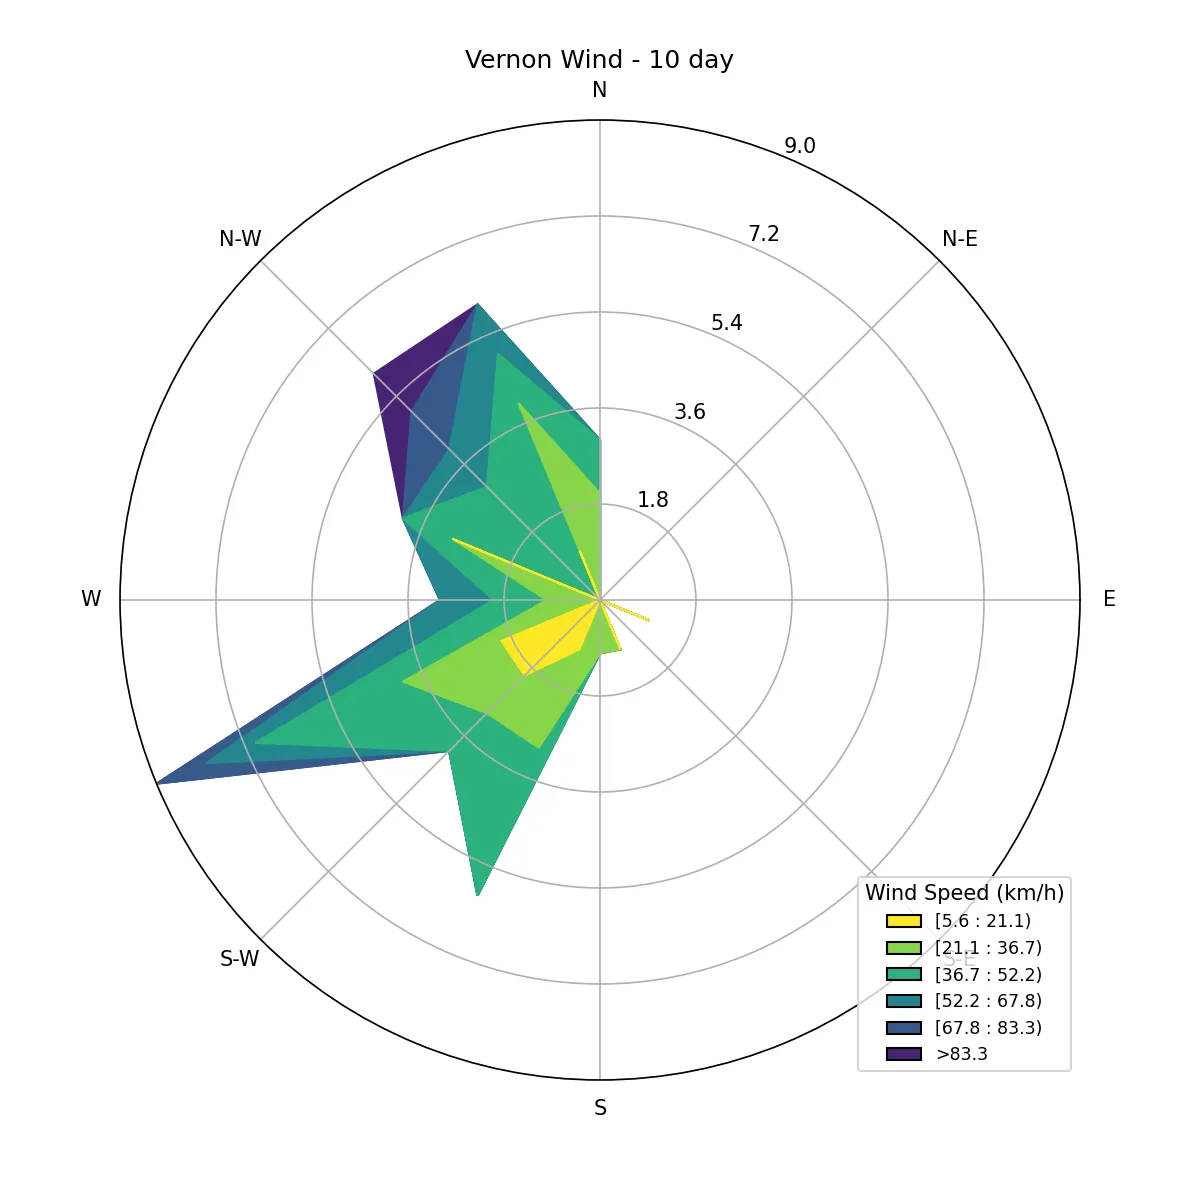 Vernon Wind - 10 day
N
9.0
N-W
7.2
N-E
5.4
3.6
1.8
W
E
Wind Speed (km/h)
[5.6 : 21.1)
[21.1 : 36.7)
S-W
S-E
[36.7 : 52.2)
[52.2 : 67.8)
[67.8 : 83.3)
>83.3
S